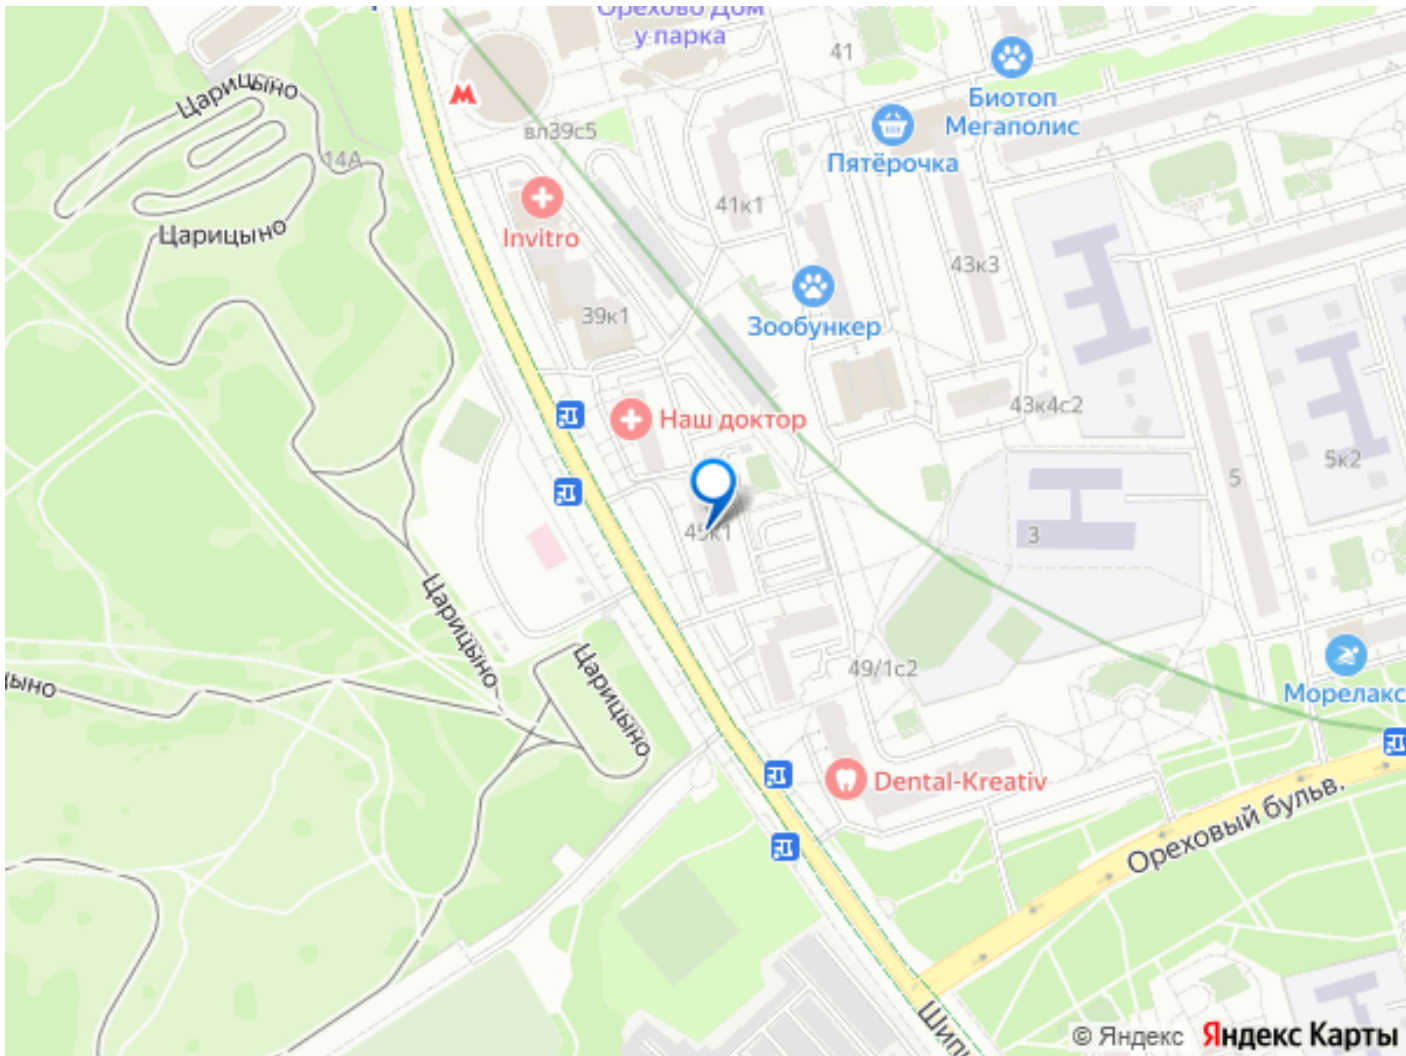 Орехово Дом
у парка
41
Биотоп
Мегаполис
Царицыно
вл39с5
Пятёрочка
14А
41к1
Царицыно
Invitro
43к3
39к1
Зообункер
43к4с2
Наш доктор
5к2
5
45к1
3
Царицыно
Царицыно
49/1с2
Морелакс
Dental-Kreativ
Ореховый бульв.
© Яндекс Яндекс Карты